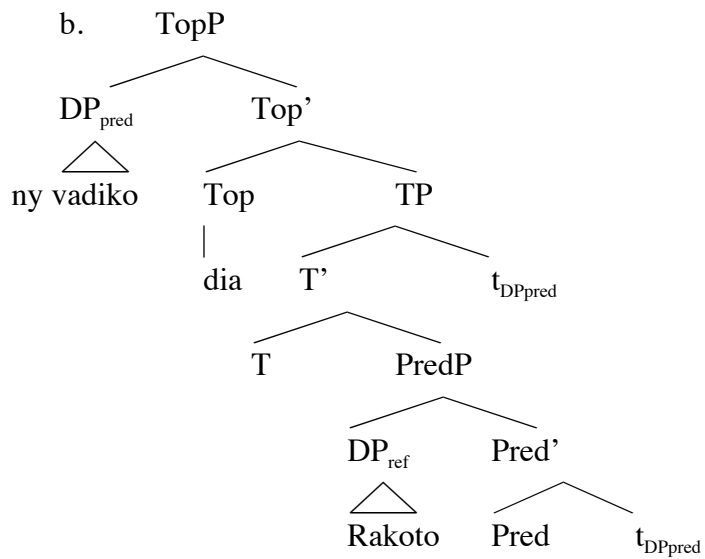 b. TopP
DPpred Top’
ny vadiko Top TP
dia T’ tDPpred
T PredP
DPref Pred’
Rakoto Pred tDPpred